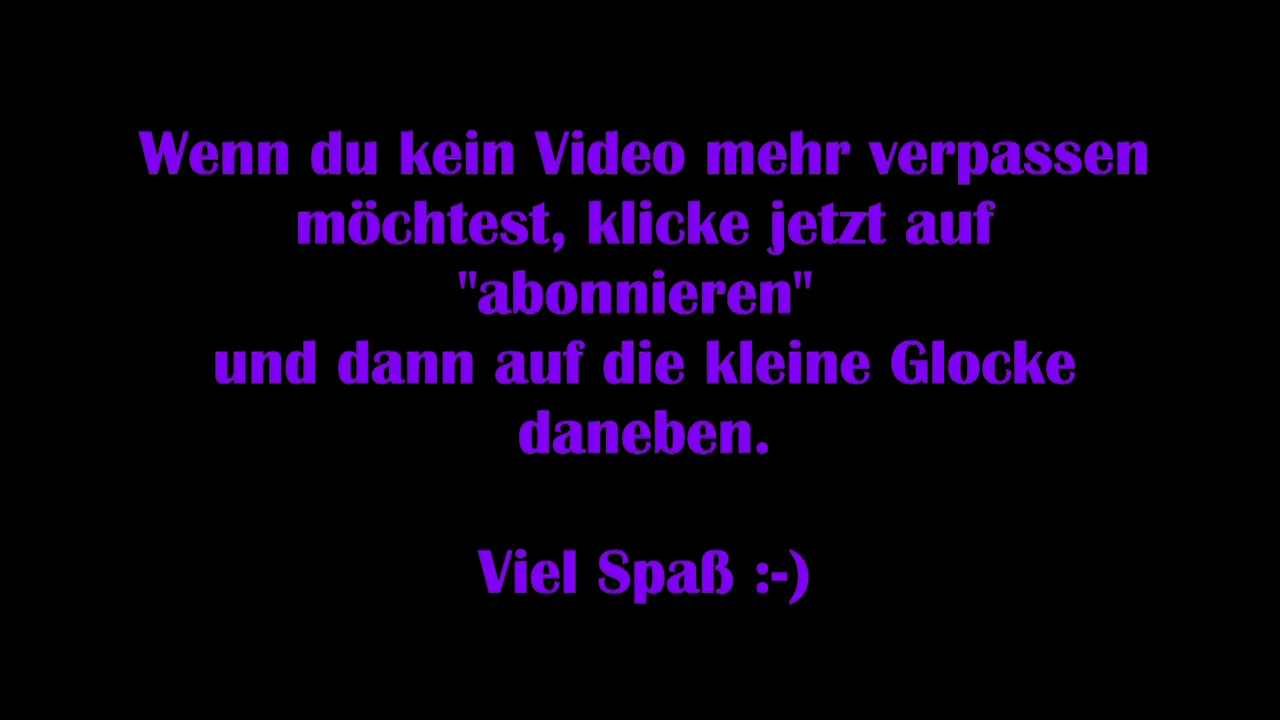 Wenn du kein Video mehr verpassen
möchtest, klicke jetzt auf
"abonnieren"
und dann auf die kleine Glocke
daneben.
Viel Spaß :-)